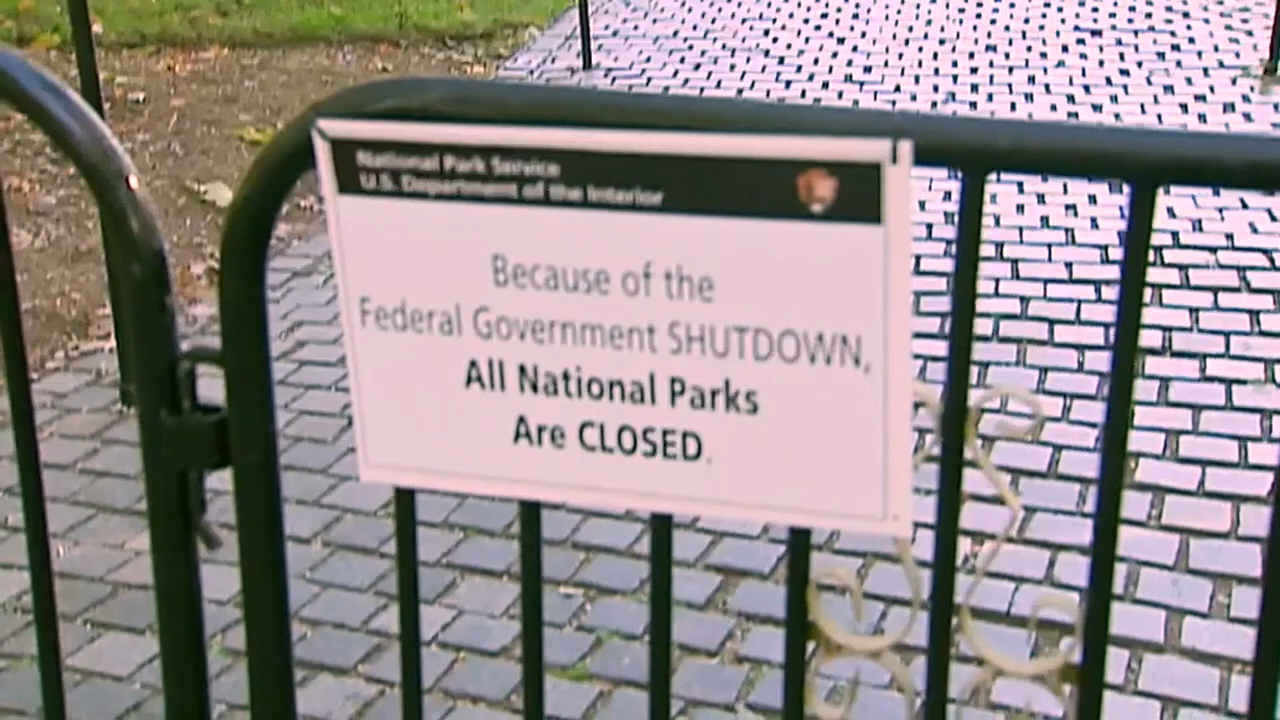 National Park Service
U.S. Department of the Interior
Because of the
Federal Government SHUTDOWN,
All National Parks
Are CLOSED.